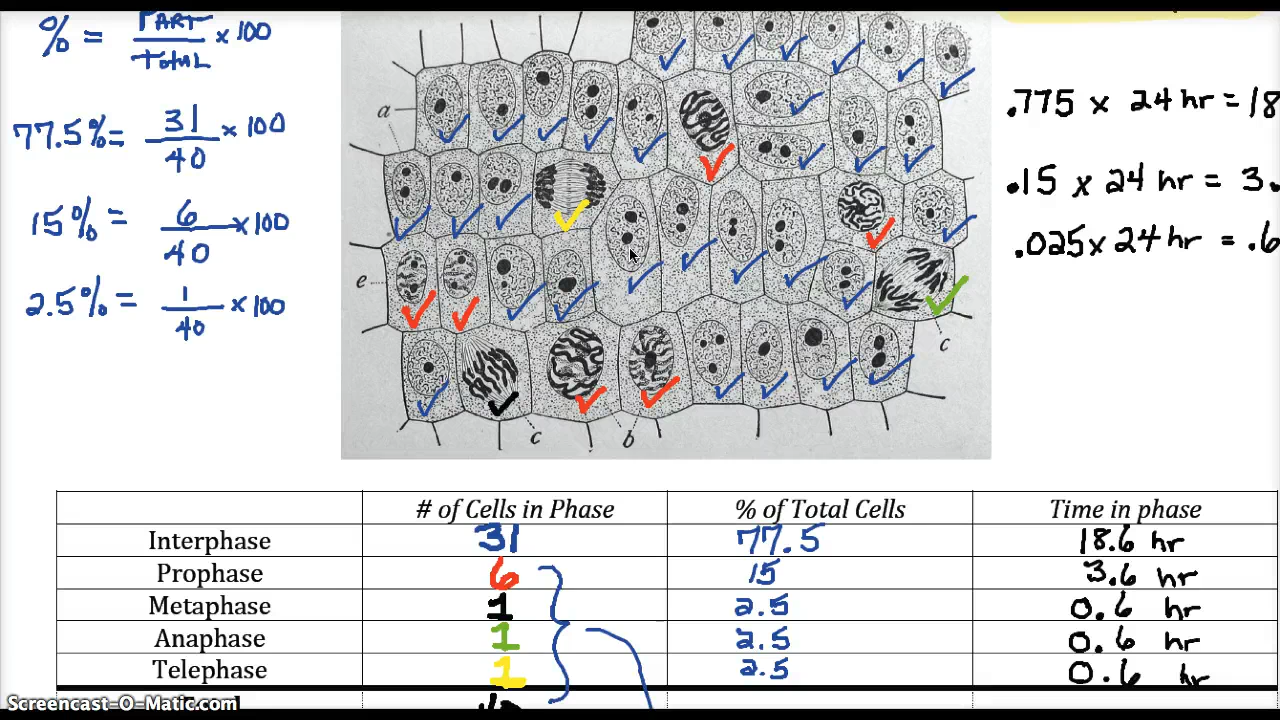 % = PART / TOTAL × 100
77.5% = 31 / 40 × 100
15% = 6 / 40 × 100
2.5% = 1 / 40 × 100
a
e
c
b
c
.775 × 24 hr = 18
.15 × 24 hr = 3.
.025 × 24 hr = .6
# of Cells in Phase % of Total Cells Time in phase
Interphase 31 77.5 18.6 hr
Prophase 6 15 3.6 hr
Metaphase 1 2.5 0.6 hr
Anaphase 1 2.5 0.6 hr
Telephase 1 2.5 0.6 hr
Screencast-O-Matic.com